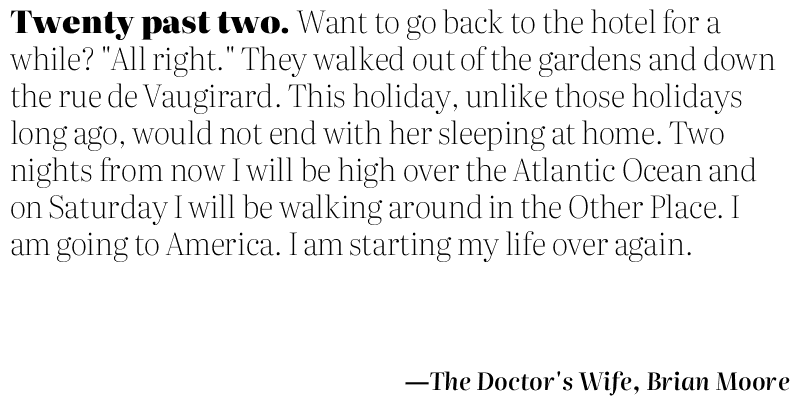 Twenty past two. Want to go back to the hotel for a
while? "All right." They walked out of the gardens and down
the rue de Vaugirard. This holiday, unlike those holidays
long ago, would not end with her sleeping at home. Two
nights from now I will be high over the Atlantic Ocean and
on Saturday I will be walking around in the Other Place. I
am going to America. I am starting my life over again.
—The Doctor's Wife, Brian Moore